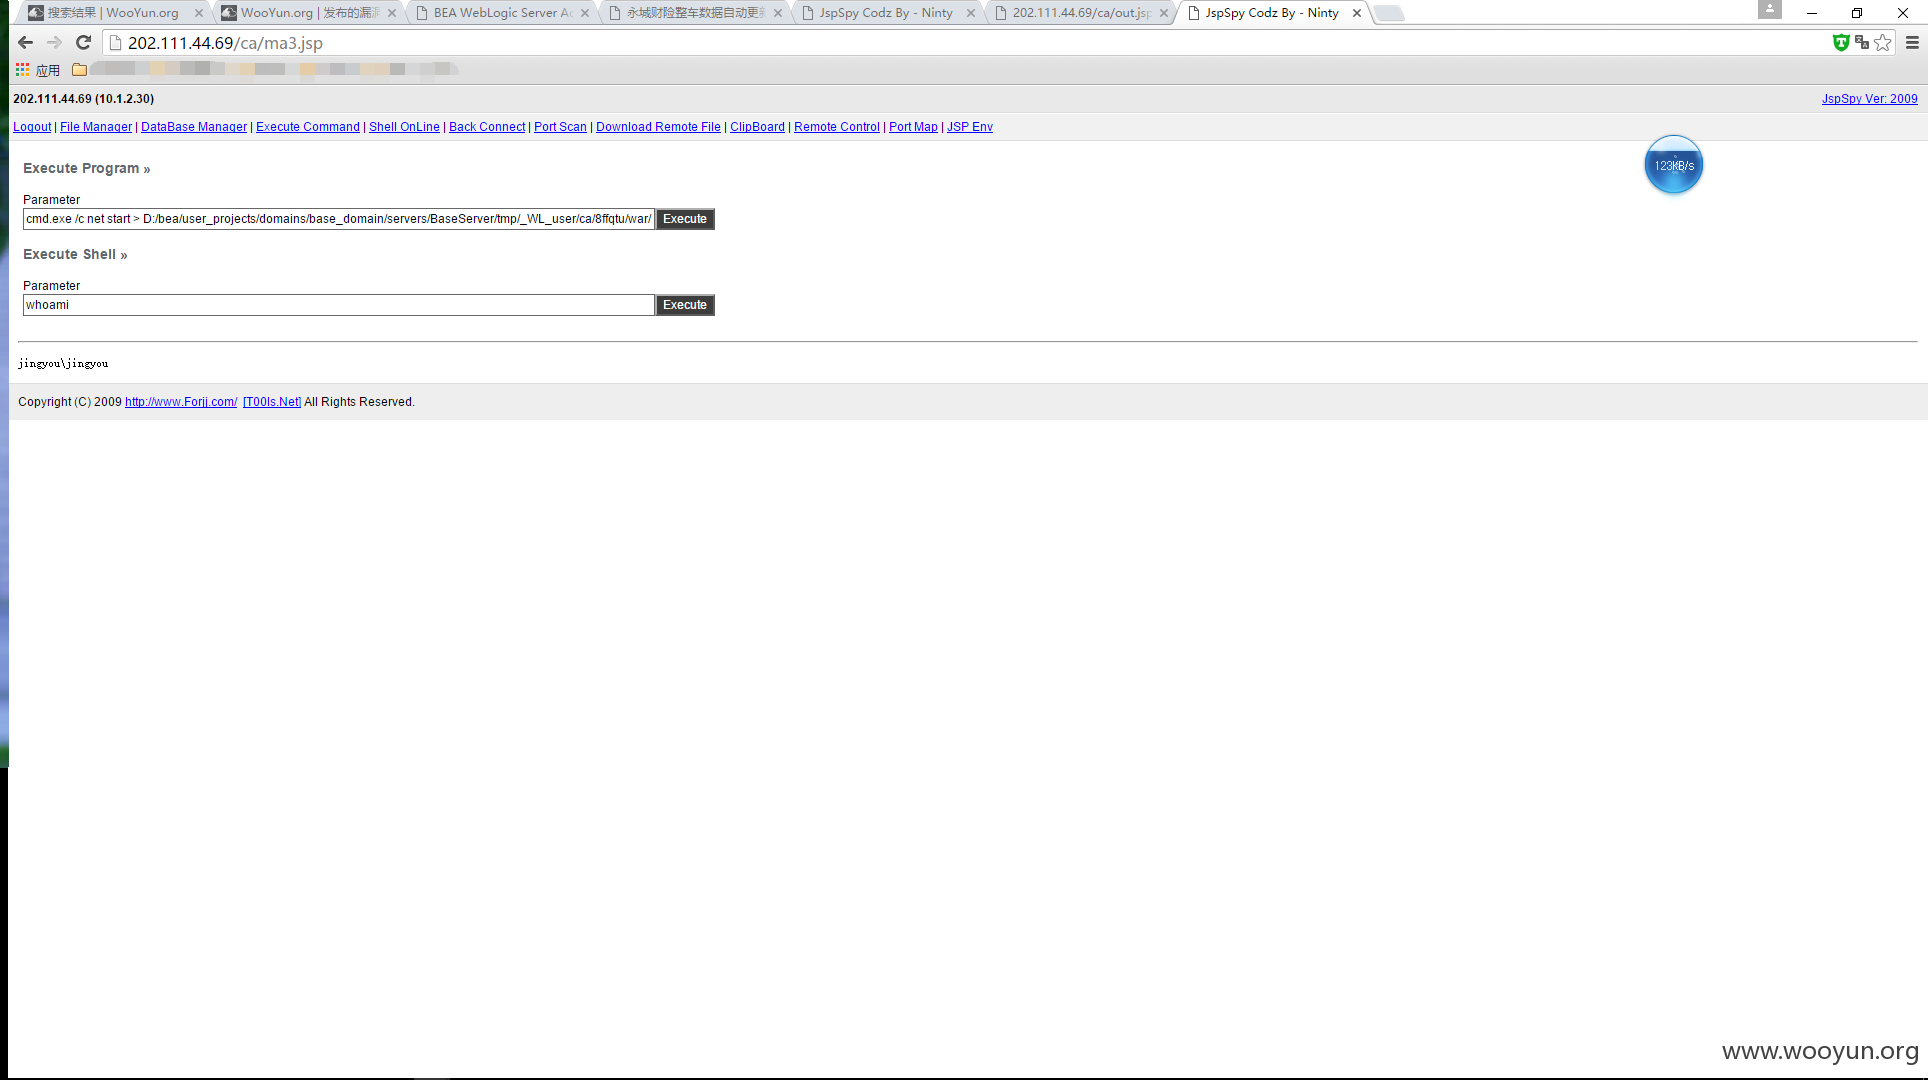 搜索结果 | WooYun.org
WooYun.org | 发布的漏洞
BEA WebLogic Server Ad
永城财险整车数据自动更新
JspSpy Codz By - Ninty
202.111.44.69/ca/out.jsp
JspSpy Codz By - Ninty
202.111.44.69/ca/ma3.jsp
应用
202.111.44.69 (10.1.2.30)
JspSpy Ver: 2009
Logout | File Manager | DataBase Manager | Execute Command | Shell OnLine | Back Connect | Port Scan | Download Remote File | ClipBoard | Remote Control | Port Map | JSP Env
Execute Program »
123KB/s
Parameter
cmd.exe /c net start > D:/bea/user_projects/domains/base_domain/servers/BaseServer/tmp/_WL_user/ca/8ffqtu/war/
Execute
Execute Shell »
Parameter
whoami
Execute
jingyou\jingyou
Copyright (C) 2009 http://www.Forjj.com/ [T00ls.Net] All Rights Reserved.
www.wooyun.org